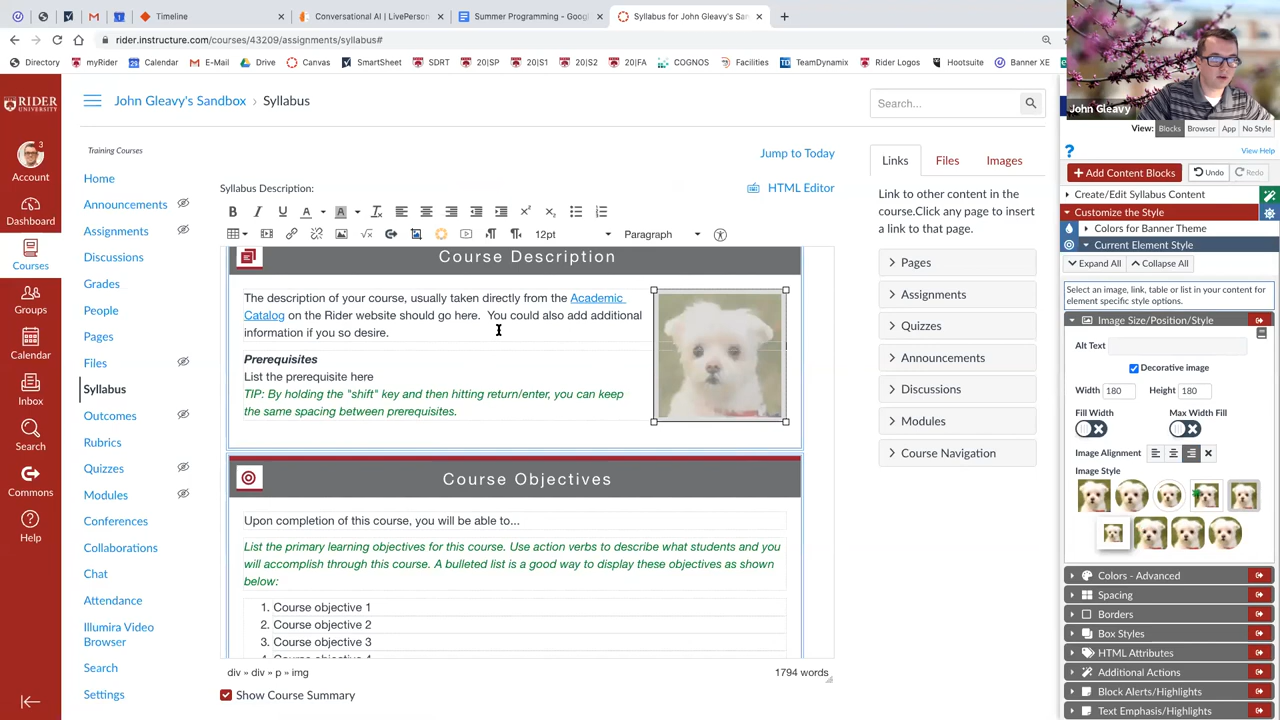 Timeline
Conversational AI | LivePerson
Summer Programming - Goog
Syllabus for John Gleavy's San
rider.instructure.com/courses/43209/assignments/syllabus#
Directory myRider Calendar E-Mail Drive Canvas SmartSheet SDRT 20|SP 20|S1 20|S2 20|FA COGNOS Facilities TeamDynamix Rider Logos Hootsuite Banner XE
John Gleavy
RIDER
UNIVERSITY
3
Account
Dashboard
Courses
Groups
Calendar
Inbox
Search
Commons
Help
John Gleavy's Sandbox > Syllabus
Training Courses
Home
Announcements
Assignments
Discussions
Grades
People
Pages
Files
Syllabus
Outcomes
Rubrics
Quizzes
Modules
Conferences
Collaborations
Chat
Attendance
Illumira Video
Browser
Search
Settings
Jump to Today
Syllabus Description:
HTML Editor
12pt
Paragraph
Course Description
The description of your course, usually taken directly from the Academic
Catalog on the Rider website should go here. You could also add additional
information if you so desire.
Prerequisites
List the prerequisite here
TIP: By holding the "shift" key and then hitting return/enter, you can keep
the same spacing between prerequisites.
Course Objectives
Upon completion of this course, you will be able to...
List the primary learning objectives for this course. Use action verbs to describe what students and you
will accomplish through this course. A bulleted list is a good way to display these objectives as shown
below:
1. Course objective 1
2. Course objective 2
3. Course objective 3
div » div » p » img
1794 words
Show Course Summary
Search...
Links
Files
Images
Link to other content in the
course.Click any page to insert
a link to that page.
Pages
Assignments
Quizzes
Announcements
Discussions
Modules
Course Navigation
View: Blocks Browser App No Style
View Help
Add Content Blocks
Undo
Redo
Create/Edit Syllabus Content
Customize the Style
Colors for Banner Theme
Current Element Style
Expand All
Collapse All
Select an image, link, table or list in your content for
element specific style options.
Image Size/Position/Style
Alt Text
Decorative image
Width 180 Height 180
Fill Width
Max Width Fill
Image Alignment
Image Style
Colors - Advanced
Spacing
Borders
Box Styles
HTML Attributes
Additional Actions
Block Alerts/Highlights
Text Emphasis/Highlights